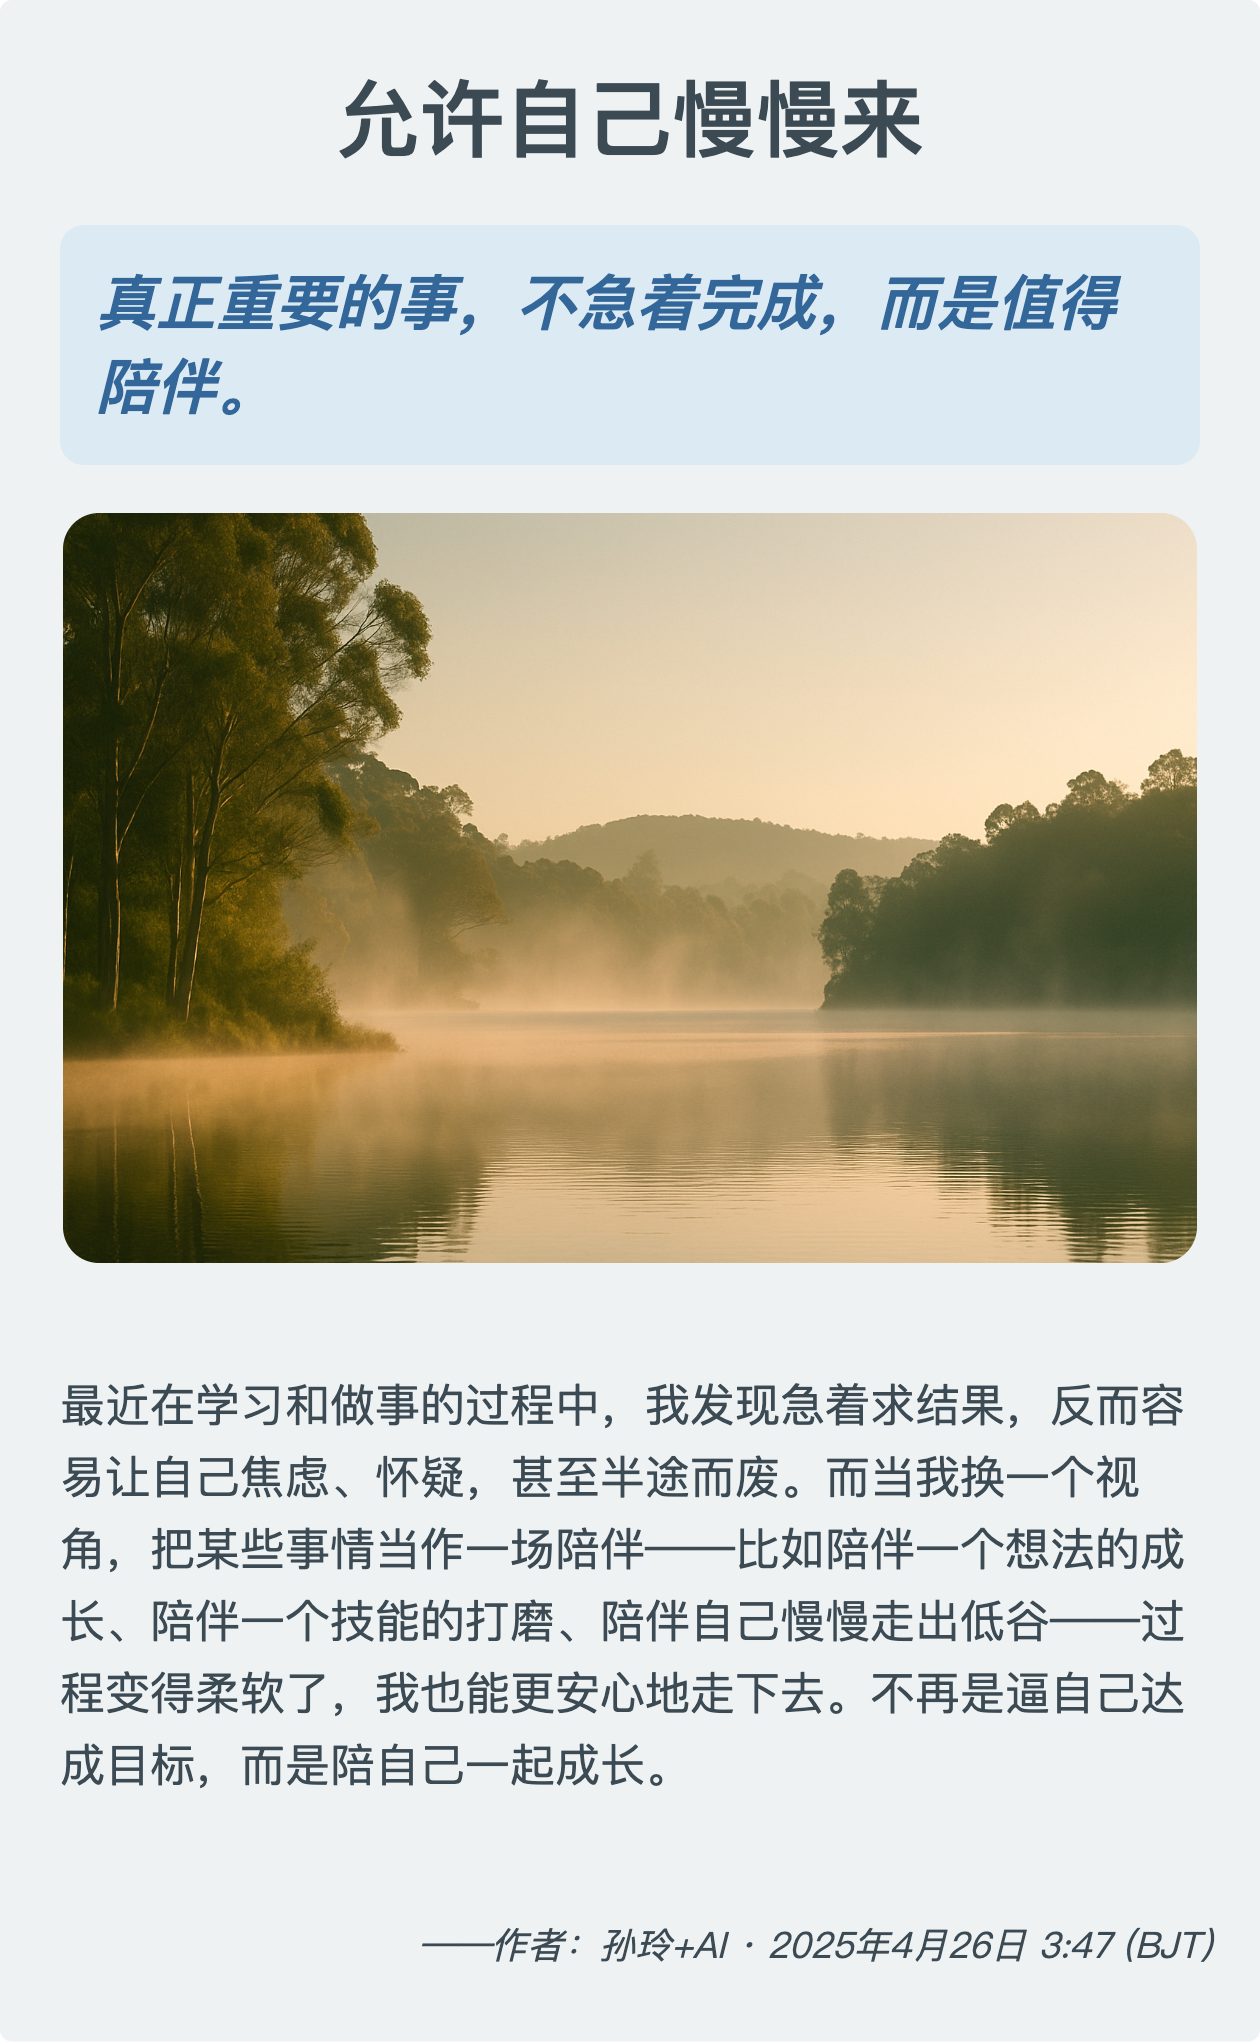 允许自己慢慢来
真正重要的事，不急着完成，而是值得
陪伴。
最近在学习和做事的过程中，我发现急着求结果，反而容
易让自己焦虑、怀疑，甚至半途而废。而当我换一个视
角，把某些事情当作一场陪伴——比如陪伴一个想法的成
长、陪伴一个技能的打磨、陪伴自己慢慢走出低谷——过
程变得柔软了，我也能更安心地走下去。不再是逼自己达
成目标，而是陪自己一起成长。
——作者：孙玲+AI · 2025年4月26日 3:47 (BJT)